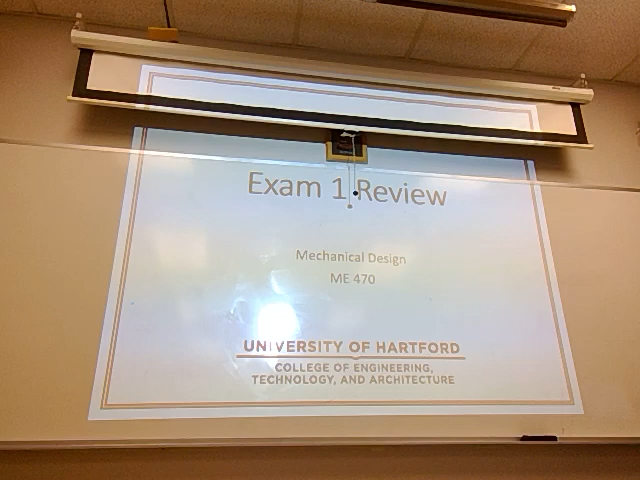 Exam 1 Review
Mechanical Design
ME 470
UNIVERSITY OF HARTFORD
COLLEGE OF ENGINEERING,
TECHNOLOGY, AND ARCHITECTURE